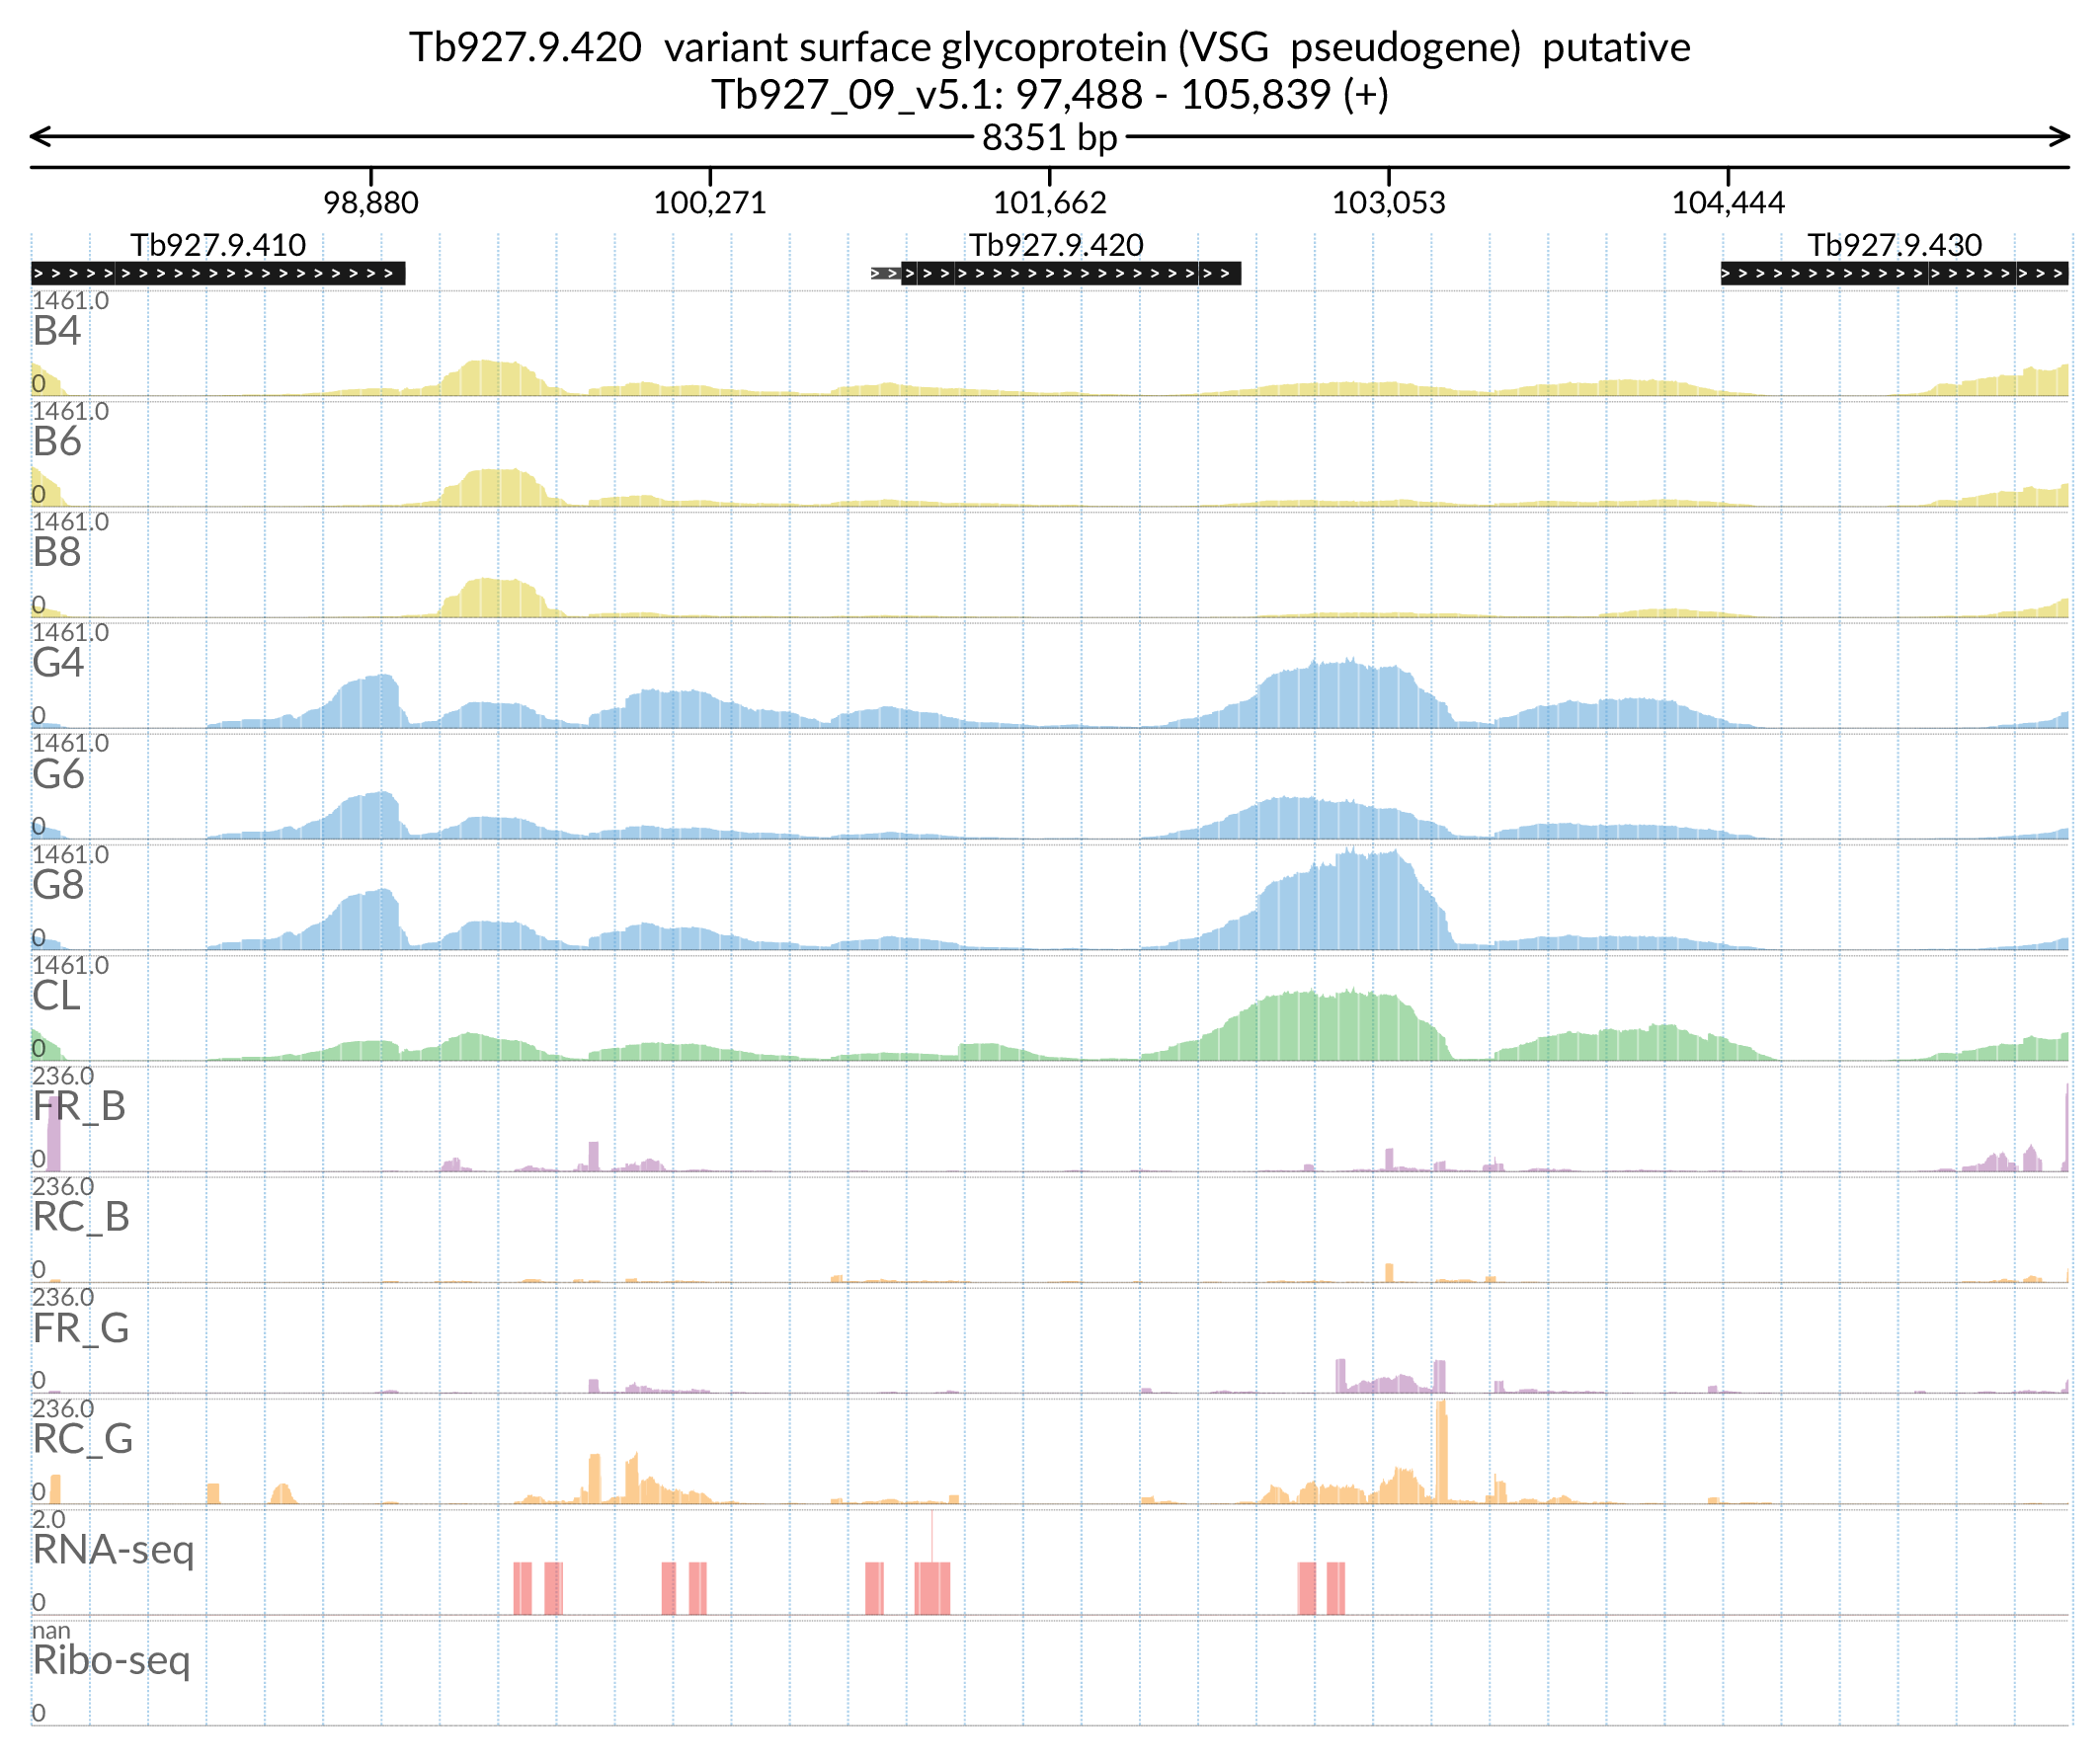 Tb927.9.420 variant surface glycoprotein (VSG pseudogene) putative
Tb927_09_v5.1: 97,488 - 105,839 (+)
8351 bp
98,880 100,271 101,662 103,053 104,444
Tb927.9.410 Tb927.9.420 Tb927.9.430
1461.0
B4
0
1461.0
B6
0
1461.0
B8
0
1461.0
G4
0
1461.0
G6
0
1461.0
G8
0
1461.0
CL
0
236.0
FR_B
0
236.0
RC_B
0
236.0
FR_G
0
236.0
RC_G
0
2.0
RNA-seq
0
nan
Ribo-seq
0